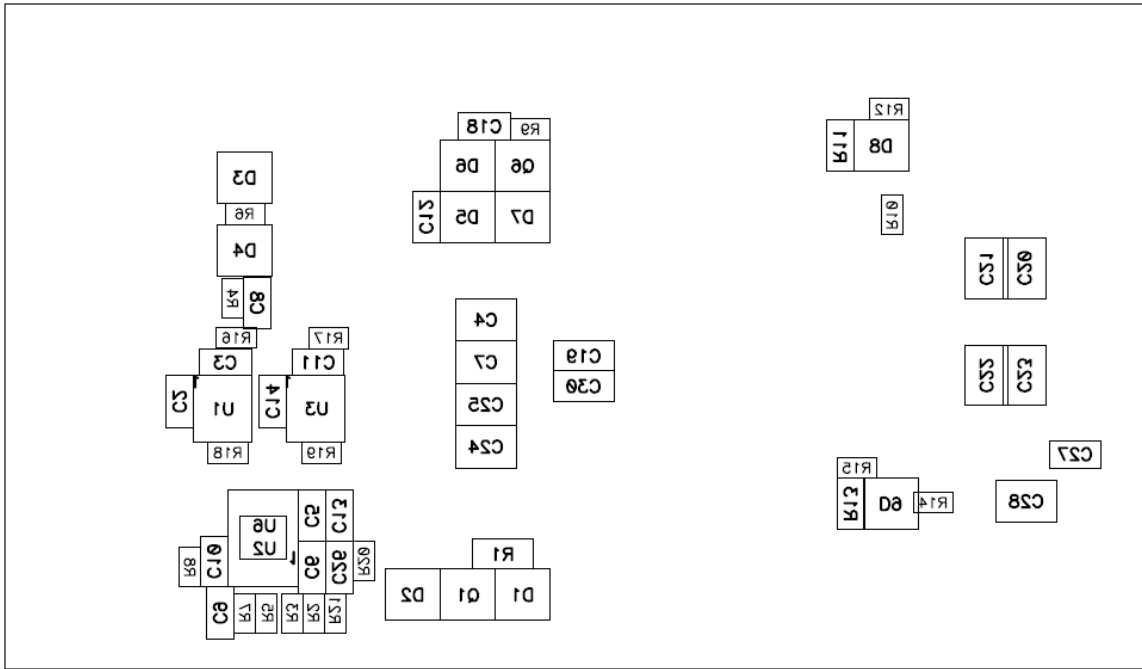 R12
C18 R9
R11 D8
D6 Q6
D3
R10
R6
C12 D5 D7
D4
C21 C20
R4 C8
C4
R16 R17
C19
C3 C11
C7
C30
C22 C23
C2 U1 C14 U3
C25
R18 R19
C24
C27
R15
R13 D9 R14
C28
U6 C5 C13
U2
R1
R8 C10 C6 C26 R20
D2 Q1 D1
C9 R7 R5 R3 R2 R21